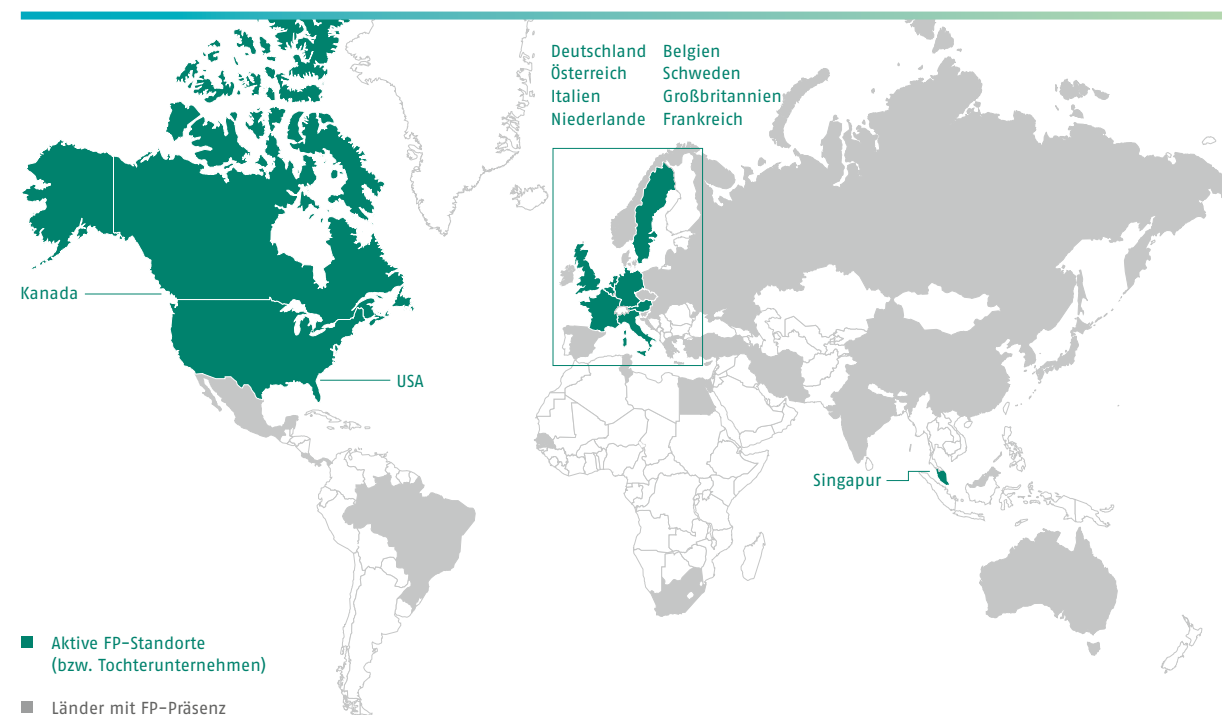 Deutschland Belgien
Österreich Schweden
Italien Großbritannien
Niederlande Frankreich
Kanada
USA
Singapur
Aktive FP-Standorte
(bzw. Tochterunternehmen)
Länder mit FP-Präsenz